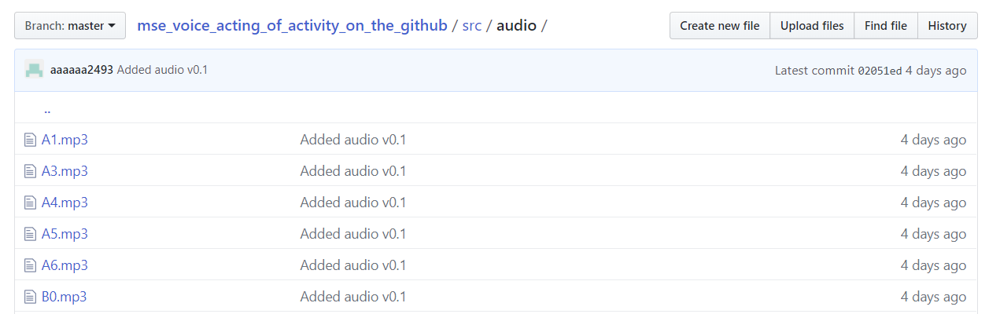 Branch: master mse_voice_acting_of_activity_on_the_github / src / audio / Create new file Upload files Find file History
aaaaaa2493 Added audio v0.1 Latest commit 02051ed 4 days ago
..
A1.mp3 Added audio v0.1 4 days ago
A3.mp3 Added audio v0.1 4 days ago
A4.mp3 Added audio v0.1 4 days ago
A5.mp3 Added audio v0.1 4 days ago
A6.mp3 Added audio v0.1 4 days ago
B0.mp3 Added audio v0.1 4 days ago